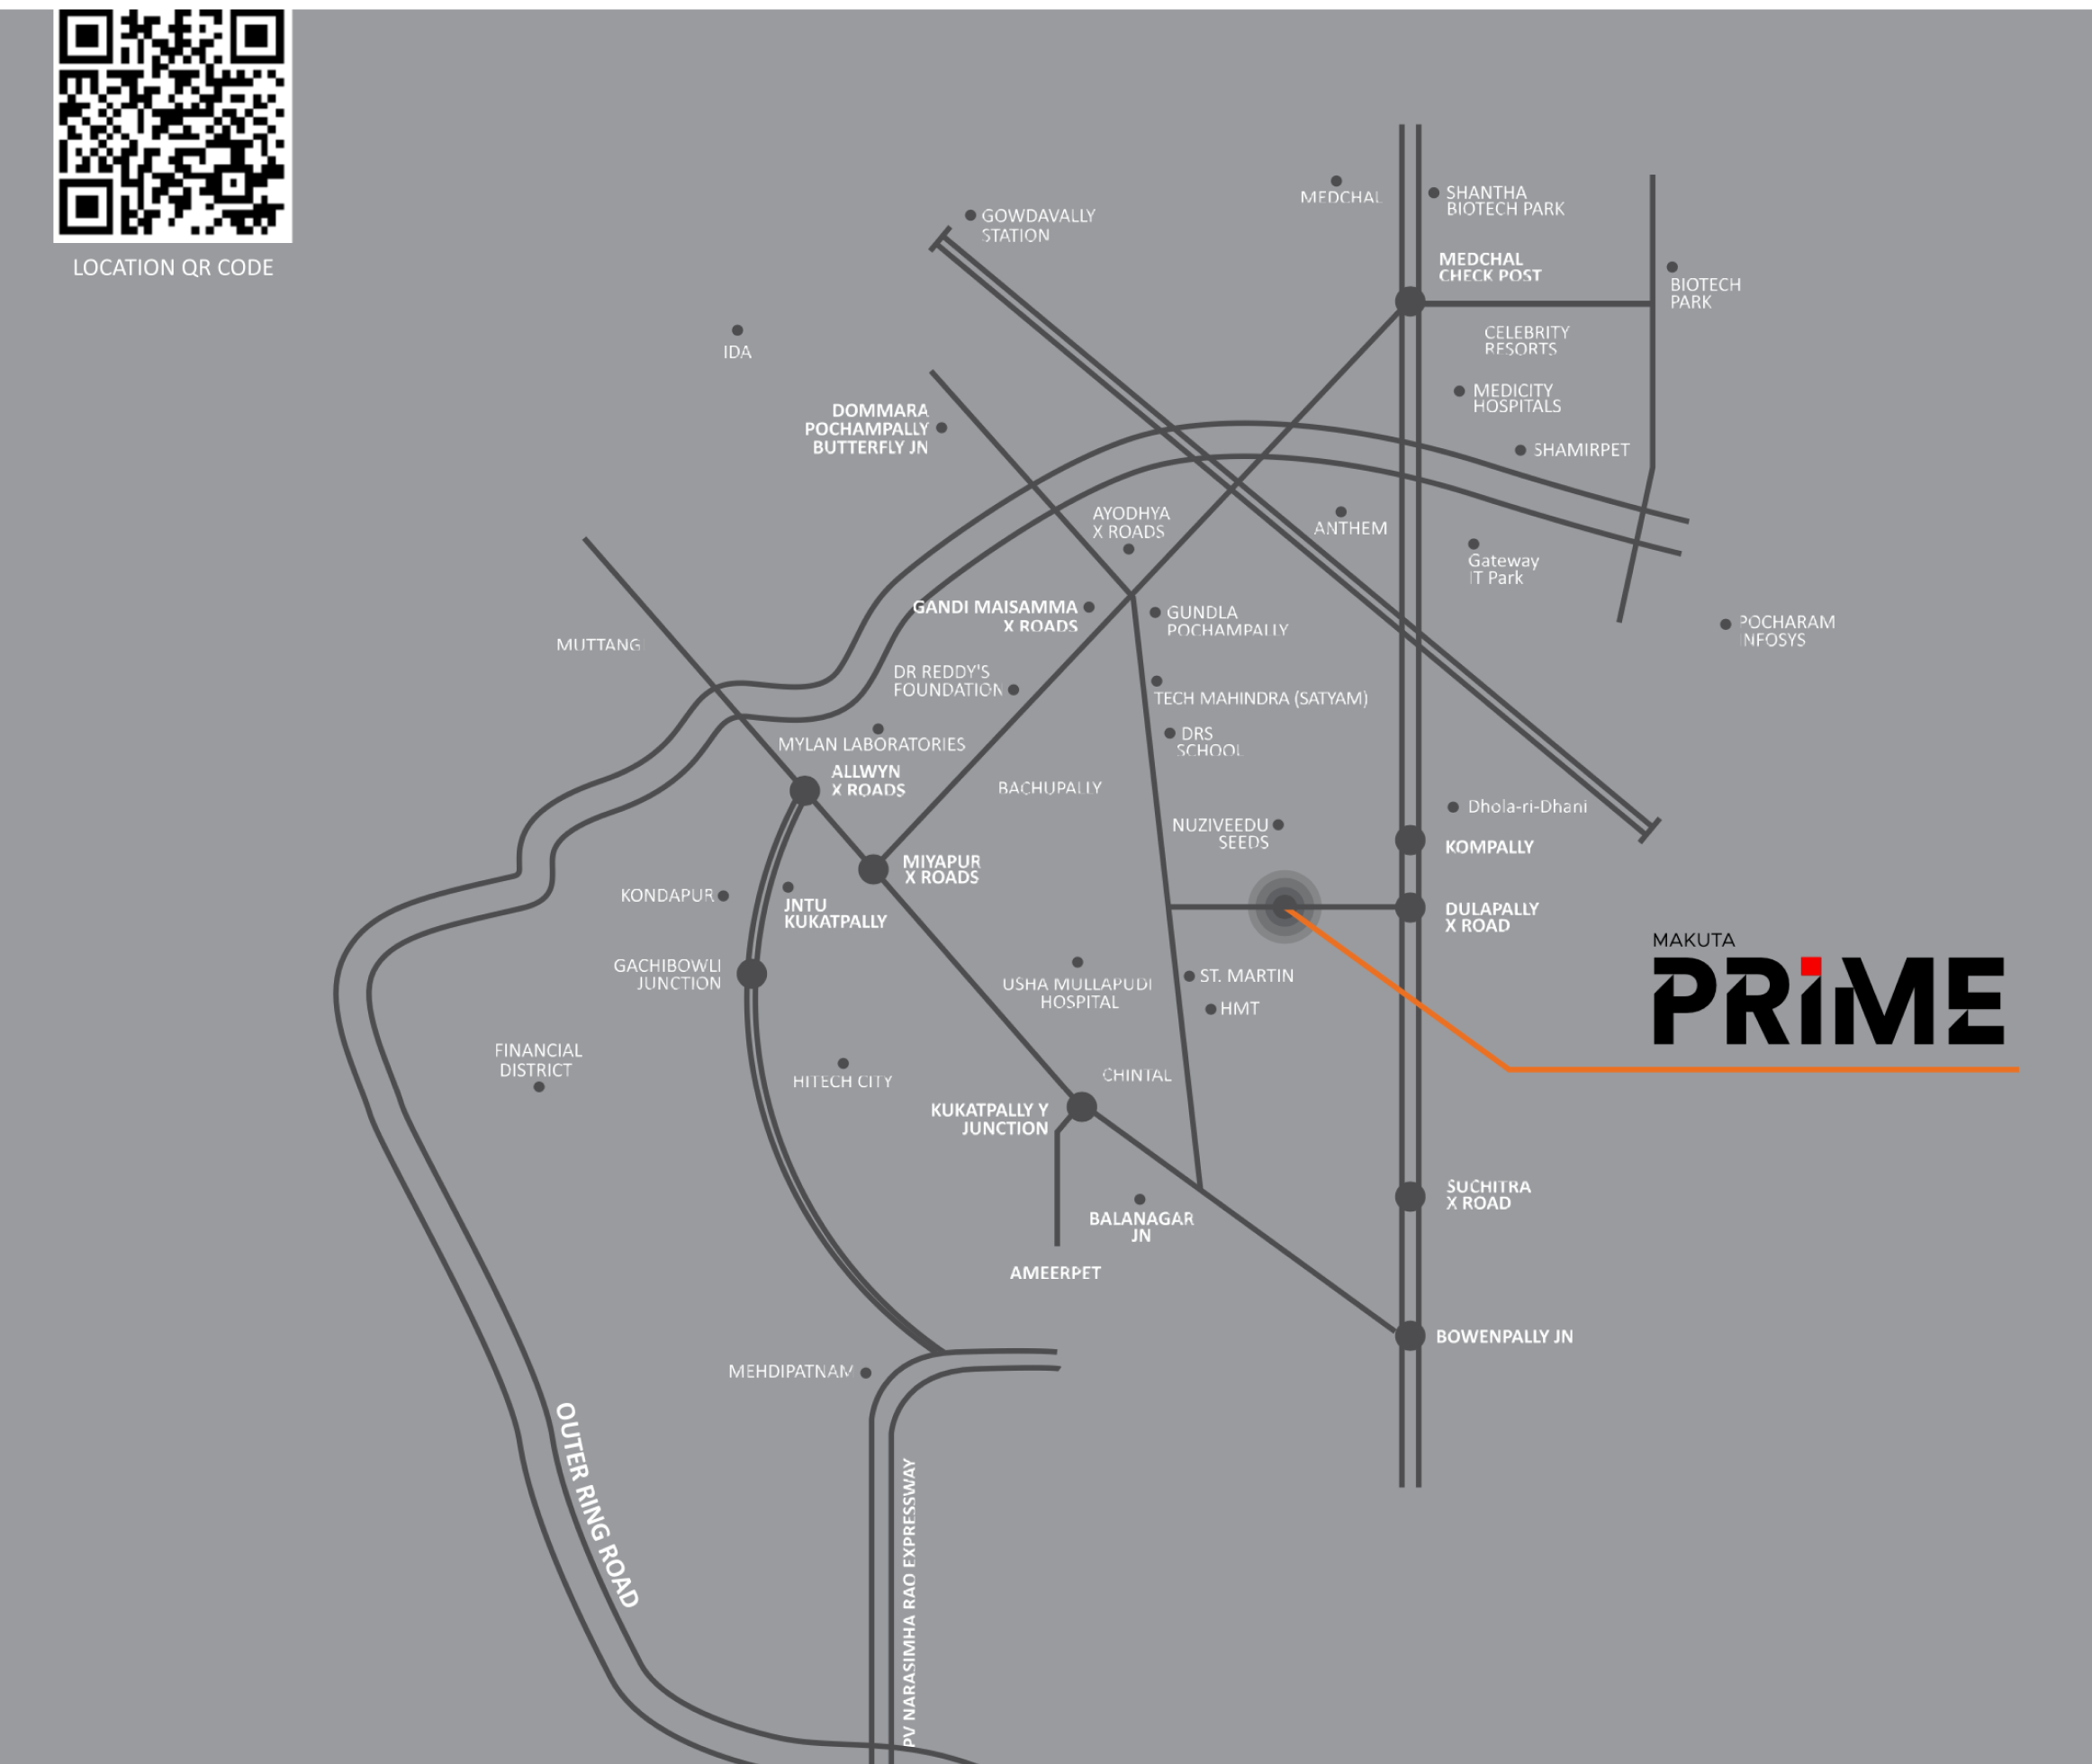 LOCATION QR CODE
MEDCHAL
SHANTHA
BIOTECH PARK
GOWDAVALLY
STATION
MEDCHAL
CHECK POST
BIOTECH
PARK
CELEBRITY
RESORTS
IDA
MEDICITY
HOSPITALS
DOMMARA
POCHAMPALLY
BUTTERFLY JN
SHAMIRPET
AYODHYA
X ROADS
ANTHEM
Gateway
IT Park
GANDI MAISAMMA
X ROADS
GUNDLA
POCHAMPALLY
POCHARAM
INFOSYS
MUTTANG
DR REDDY'S
FOUNDATION
TECH MAHINDRA (SATYAM)
DRS
SCHOOL
MYLAN LABORATORIES
ALLWYN
X ROADS
BACHUPALLY
Dhola-ri-Dhani
NUZIVEEDU
SEEDS
KOMPALLY
MIYAPUR
X ROADS
KONDAPUR
JNTU
KUKATPALLY
DULAPALLY
X ROAD
MAKUTA
PRiME
GACHIBOWLI
JUNCTION
USHA MULLAPUDI
HOSPITAL
ST. MARTIN
HMT
FINANCIAL
DISTRICT
HITECH CITY
CHINTAL
KUKATPALLY Y
JUNCTION
SUCHITRA
X ROAD
BALANAGAR
JN
AMEERPET
BOWENPALLY JN
MEHDIPATNAM
OUTER RING ROAD
PV NARASIMHA RAO EXPRESSWAY